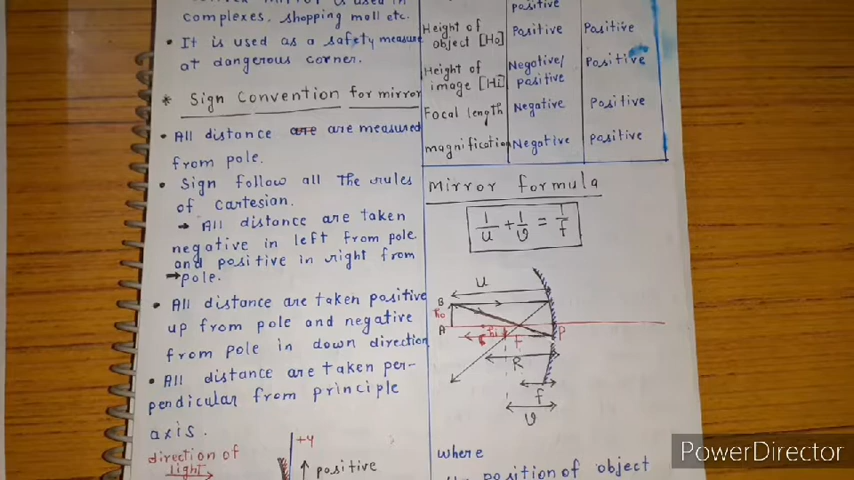 complexes, shopping moll etc.
• It is used as a safety measure
at dangerous corner.
* Sign Convention for mirror
• All distance are are measured
from pole.
• Sign follow all The rules
of Cartesian.
→ All distance are taken
negative in left from pole
and positive in right from
→ pole.
• All distance are taken positive
up from pole and negative
from pole in down direction
• All distance are taken per-
pendicular from principle
axis.
direction of
light
+y
↑ positive
positive
Height of
object [Ho]
Positive
Positive
Height of
image [Hi]
Negative/
positive
Positive
Focal length
Negative
Positive
magnification
Negative
positive
Mirror formula
1/u + 1/v = 1/f
u
B
ho
A
hi
f
P
R
f
v
where
position of object
PowerDirector